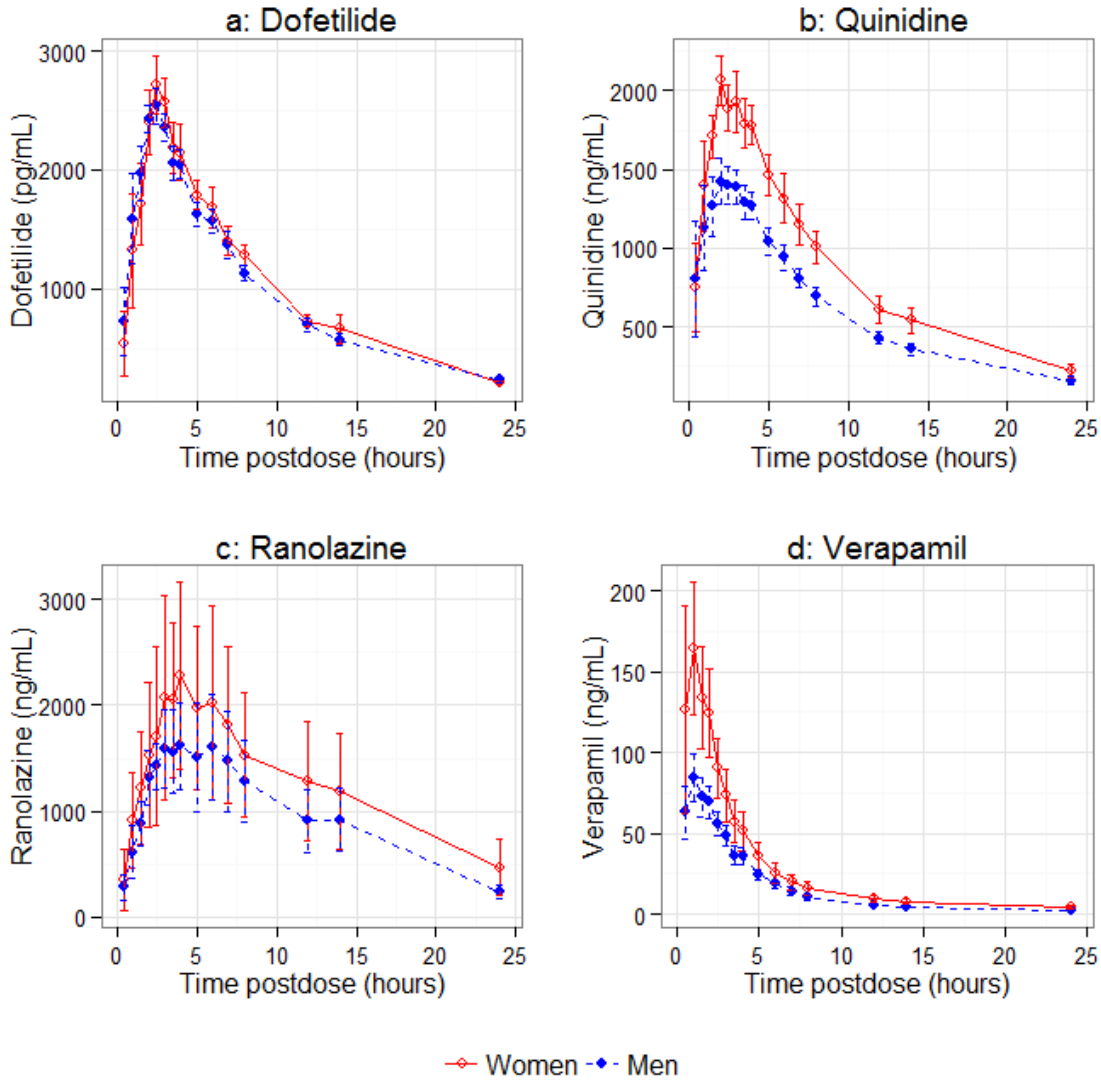 a: Dofetilide
Dofetilide (pg/mL)
3000
2000
1000
0 5 10 15 20 25
Time postdose (hours)
b: Quinidine
Quinidine (ng/mL)
2000
1500
1000
500
0 5 10 15 20 25
Time postdose (hours)
c: Ranolazine
Ranolazine (ng/mL)
3000
2000
1000
0
0 5 10 15 20 25
Time postdose (hours)
d: Verapamil
Verapamil (ng/mL)
200
150
100
50
0
0 5 10 15 20 25
Time postdose (hours)
Women Men